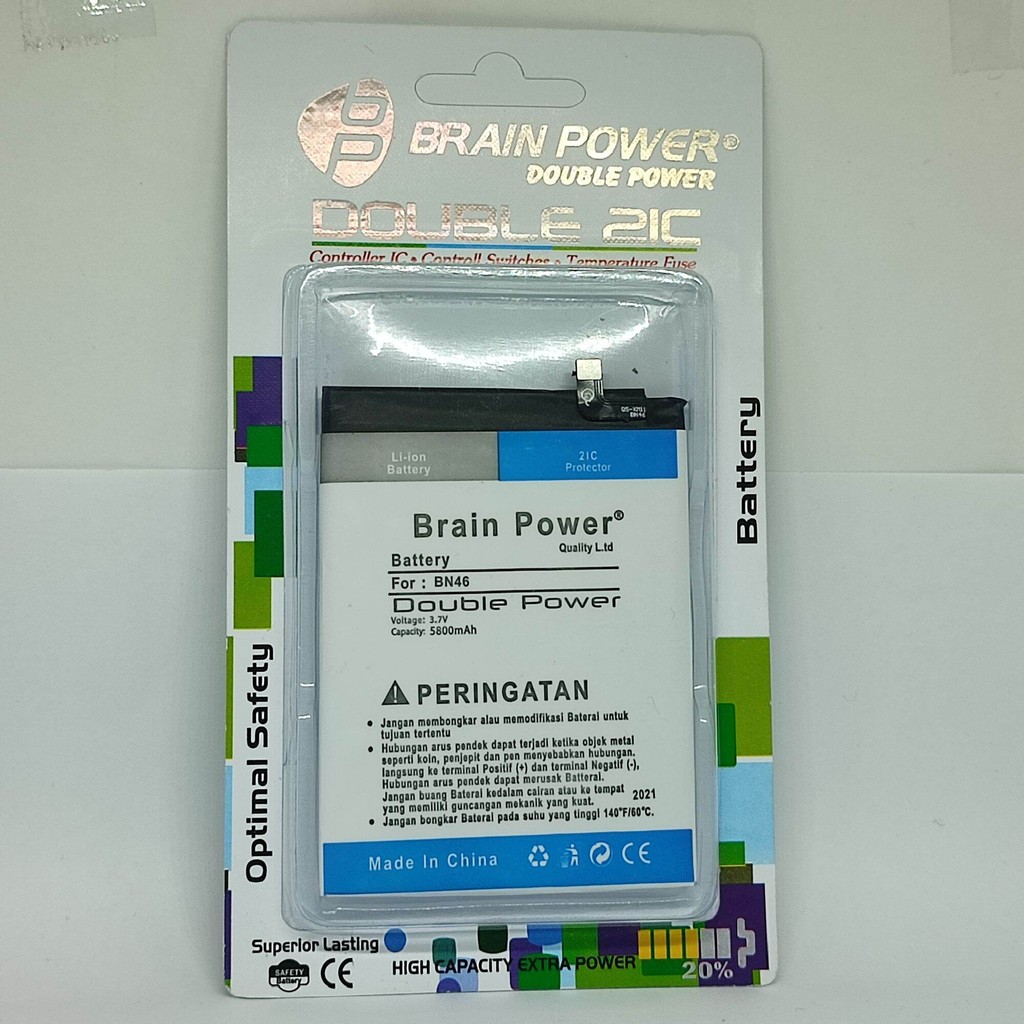 bp
BRAIN POWER®
DOUBLE POWER
DOUBLE 2IC
Controller IC • Controll Switches • Temperature Fuse
Li-ion
Battery
2IC
Protector
Brain Power®
Quality L.td
Battery
For : BN46
Double Power
Voltage: 3.7V
Capacity: 5800mAh
PERINGATAN
• Jangan membongkar alau memodifikasi Baterai untuk
tujuan tertentu
• Hubungan arus pendek dapat terjadi ketika objek metal
seperti koin, penjepit dan pen menyebabkan hubungan.
langsung ke terminal Positif (+) dan terminal Negatif (-),
Hubungan arus pendek dapat merusak Batterai.
Jangan buang Baterai kedalam cairan atau ke tempat
yang memiliki guncangan mekanik yang kuat.
2021
• Jangan bongkar Baterai pada suhu yang tinggi 140°F/60°C.
Made In China
CE
Optimal Safety
Battery
Superior Lasting
SAFETY
Battery
CE
HIGH CAPACITY EXTRA POWER
20%